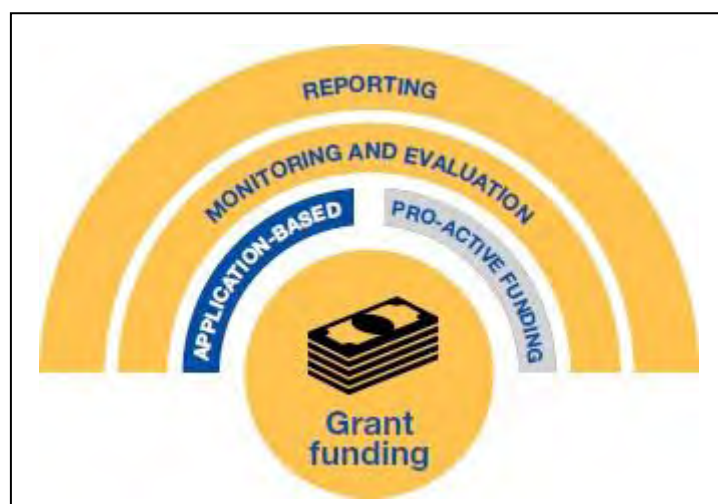 REPORTING
MONITORING AND EVALUATION
APPLICATION-BASED
PRO-ACTIVE FUNDING
Grant
funding